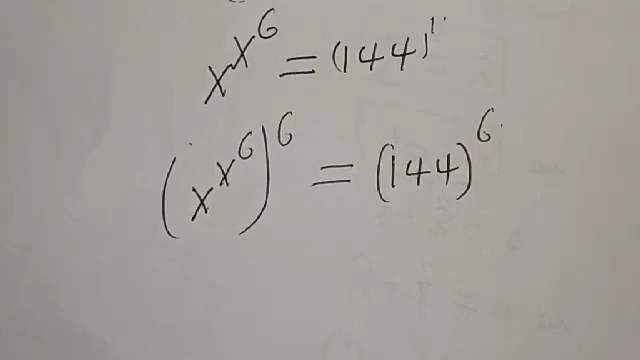 x^{x^6} = (144)^{1}
(x^{x^6})^6 = (144)^6